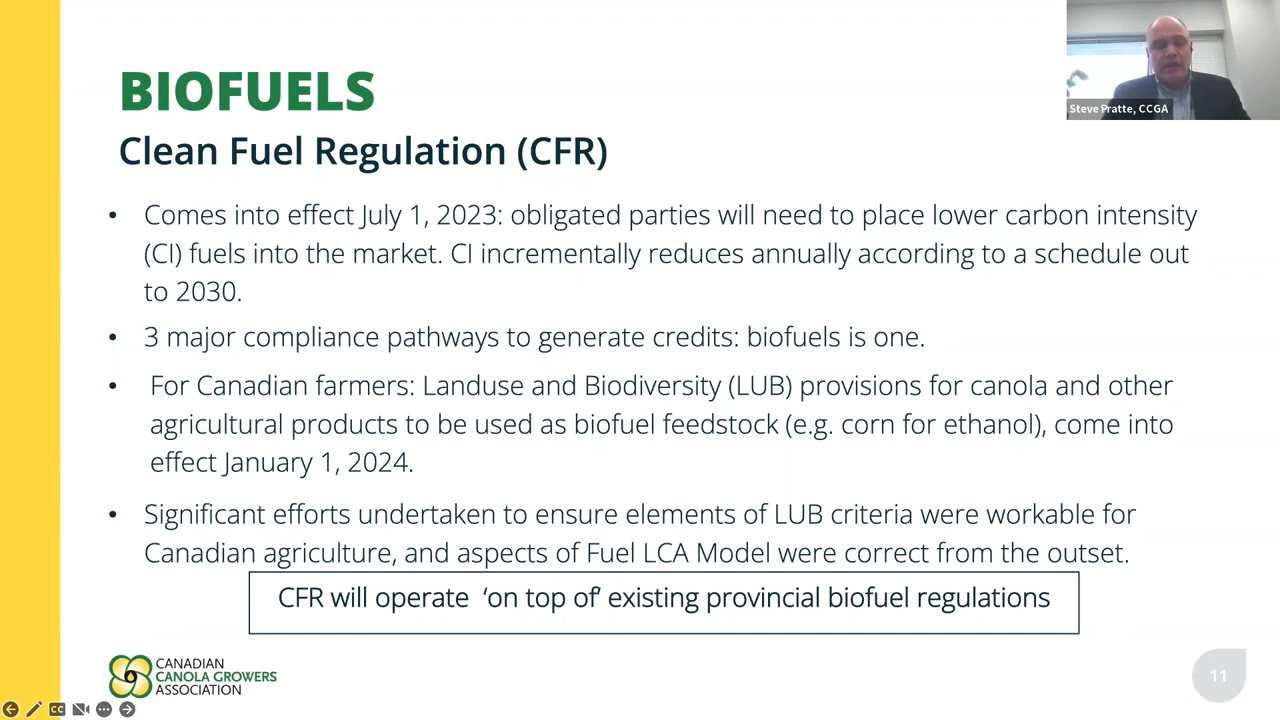 BIOFUELS
Clean Fuel Regulation (CFR)
• Comes into effect July 1, 2023: obligated parties will need to place lower carbon intensity
(CI) fuels into the market. CI incrementally reduces annually according to a schedule out
to 2030.
• 3 major compliance pathways to generate credits: biofuels is one.
• For Canadian farmers: Landuse and Biodiversity (LUB) provisions for canola and other
agricultural products to be used as biofuel feedstock (e.g. corn for ethanol), come into
effect January 1, 2024.
• Significant efforts undertaken to ensure elements of LUB criteria were workable for
Canadian agriculture, and aspects of Fuel LCA Model were correct from the outset.
CFR will operate ‘on top of’ existing provincial biofuel regulations
CANADIAN
CANOLA GROWERS
ASSOCIATION
11
Steve Pratte, CCGA
CC